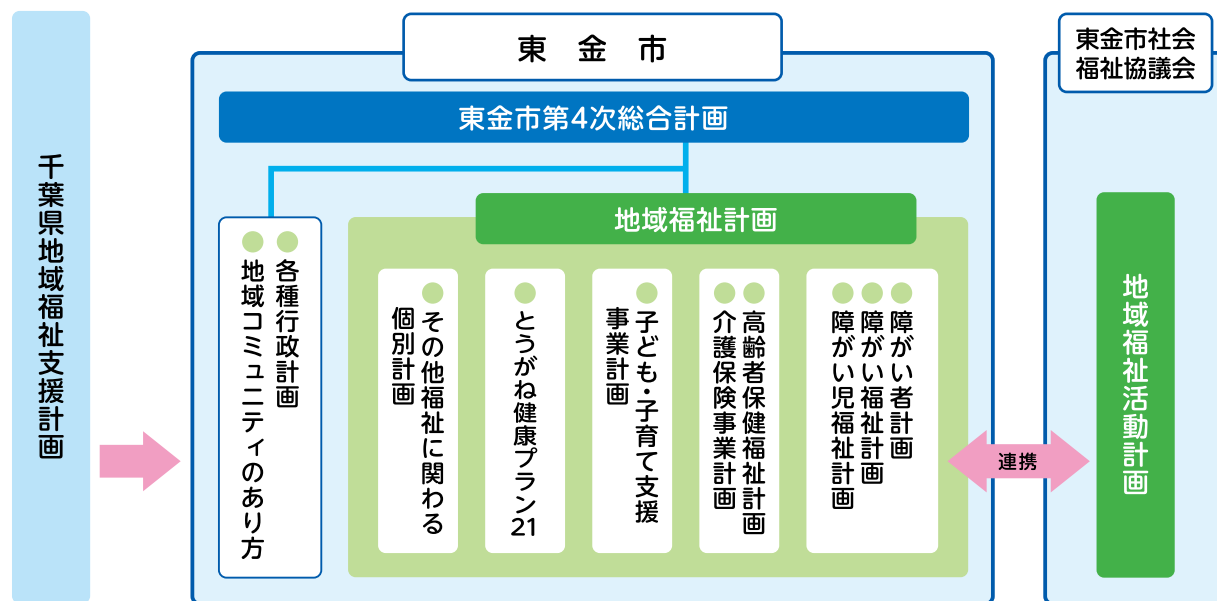 千葉県地域福祉支援計画
東金市
東金市第4次総合計画
各種行政計画
地域コミュニティのあり方
地域福祉計画
その他福祉に関わる
個別計画
とうがね健康プラン21
子ども・子育て支援
事業計画
高齢者保健福祉計画
介護保険事業計画
障がい者計画
障がい福祉計画
障がい児福祉計画
連携
東金市社会
福祉協議会
地域福祉活動計画